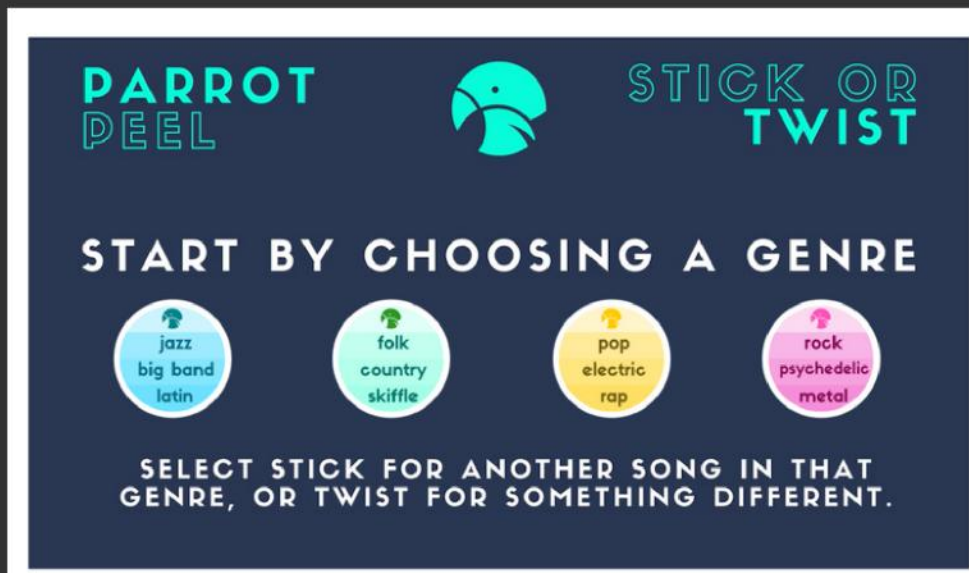 PARROT
PEEL
STICK OR
TWIST
START BY CHOOSING A GENRE
jazz
big band
latin
folk
country
skiffle
pop
electric
rap
rock
psychedelic
metal
SELECT STICK FOR ANOTHER SONG IN THAT
GENRE, OR TWIST FOR SOMETHING DIFFERENT.